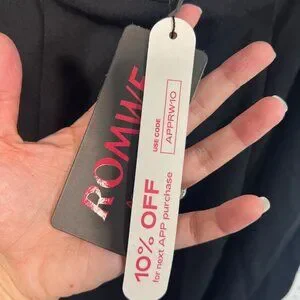 ROMWE
USE CODE
APPRW10
10% OFF
for next APP purchase